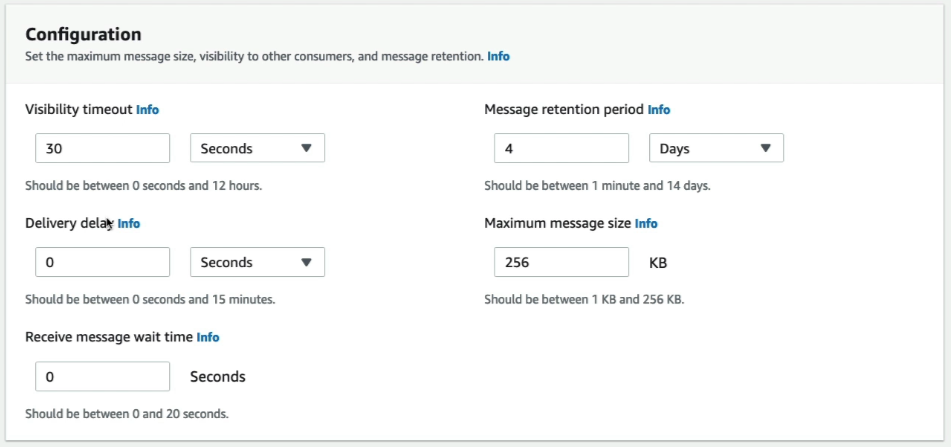 Configuration
Set the maximum message size, visibility to other consumers, and message retention. Info
Visibility timeout Info
30 Seconds
Should be between 0 seconds and 12 hours.
Message retention period Info
4 Days
Should be between 1 minute and 14 days.
Delivery delay Info
0 Seconds
Should be between 0 seconds and 15 minutes.
Maximum message size Info
256 KB
Should be between 1 KB and 256 KB.
Receive message wait time Info
0 Seconds
Should be between 0 and 20 seconds.